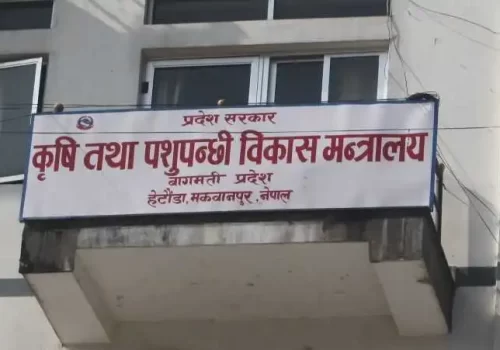 प्रदेश सरकार
कृषि तथा पशुपन्छी विकास मन्त्रालय
बागमती प्रदेश
हेटौंडा, मकवानपुर, नेपाल